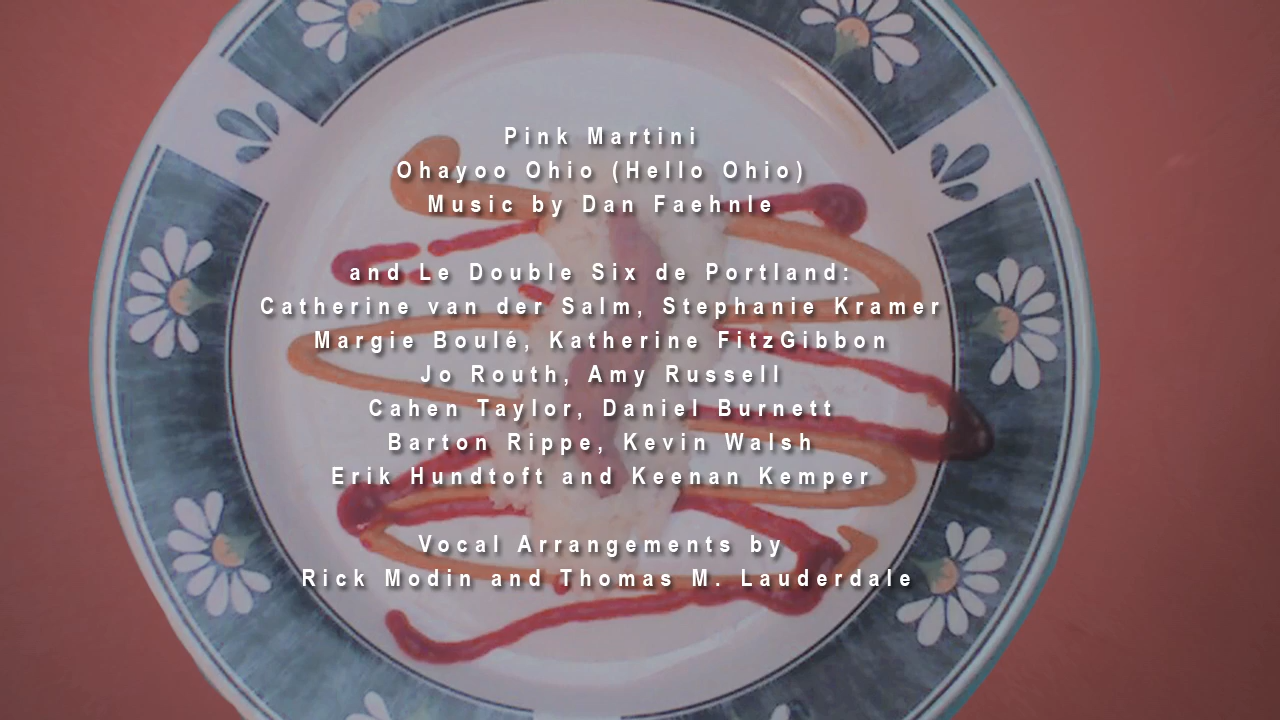 Pink Martini
Ohayoo Ohio (Hello Ohio)
Music by Dan Faehnle
and Le Double Six de Portland:
Catherine van der Salm, Stephanie Kramer
Margie Boulé, Katherine FitzGibbon
Jo Routh, Amy Russell
Cahen Taylor, Daniel Burnett
Barton Rippe, Kevin Walsh
Erik Hundtoft and Keenan Kemper
Vocal Arrangements by
Rick Modin and Thomas M. Lauderdale